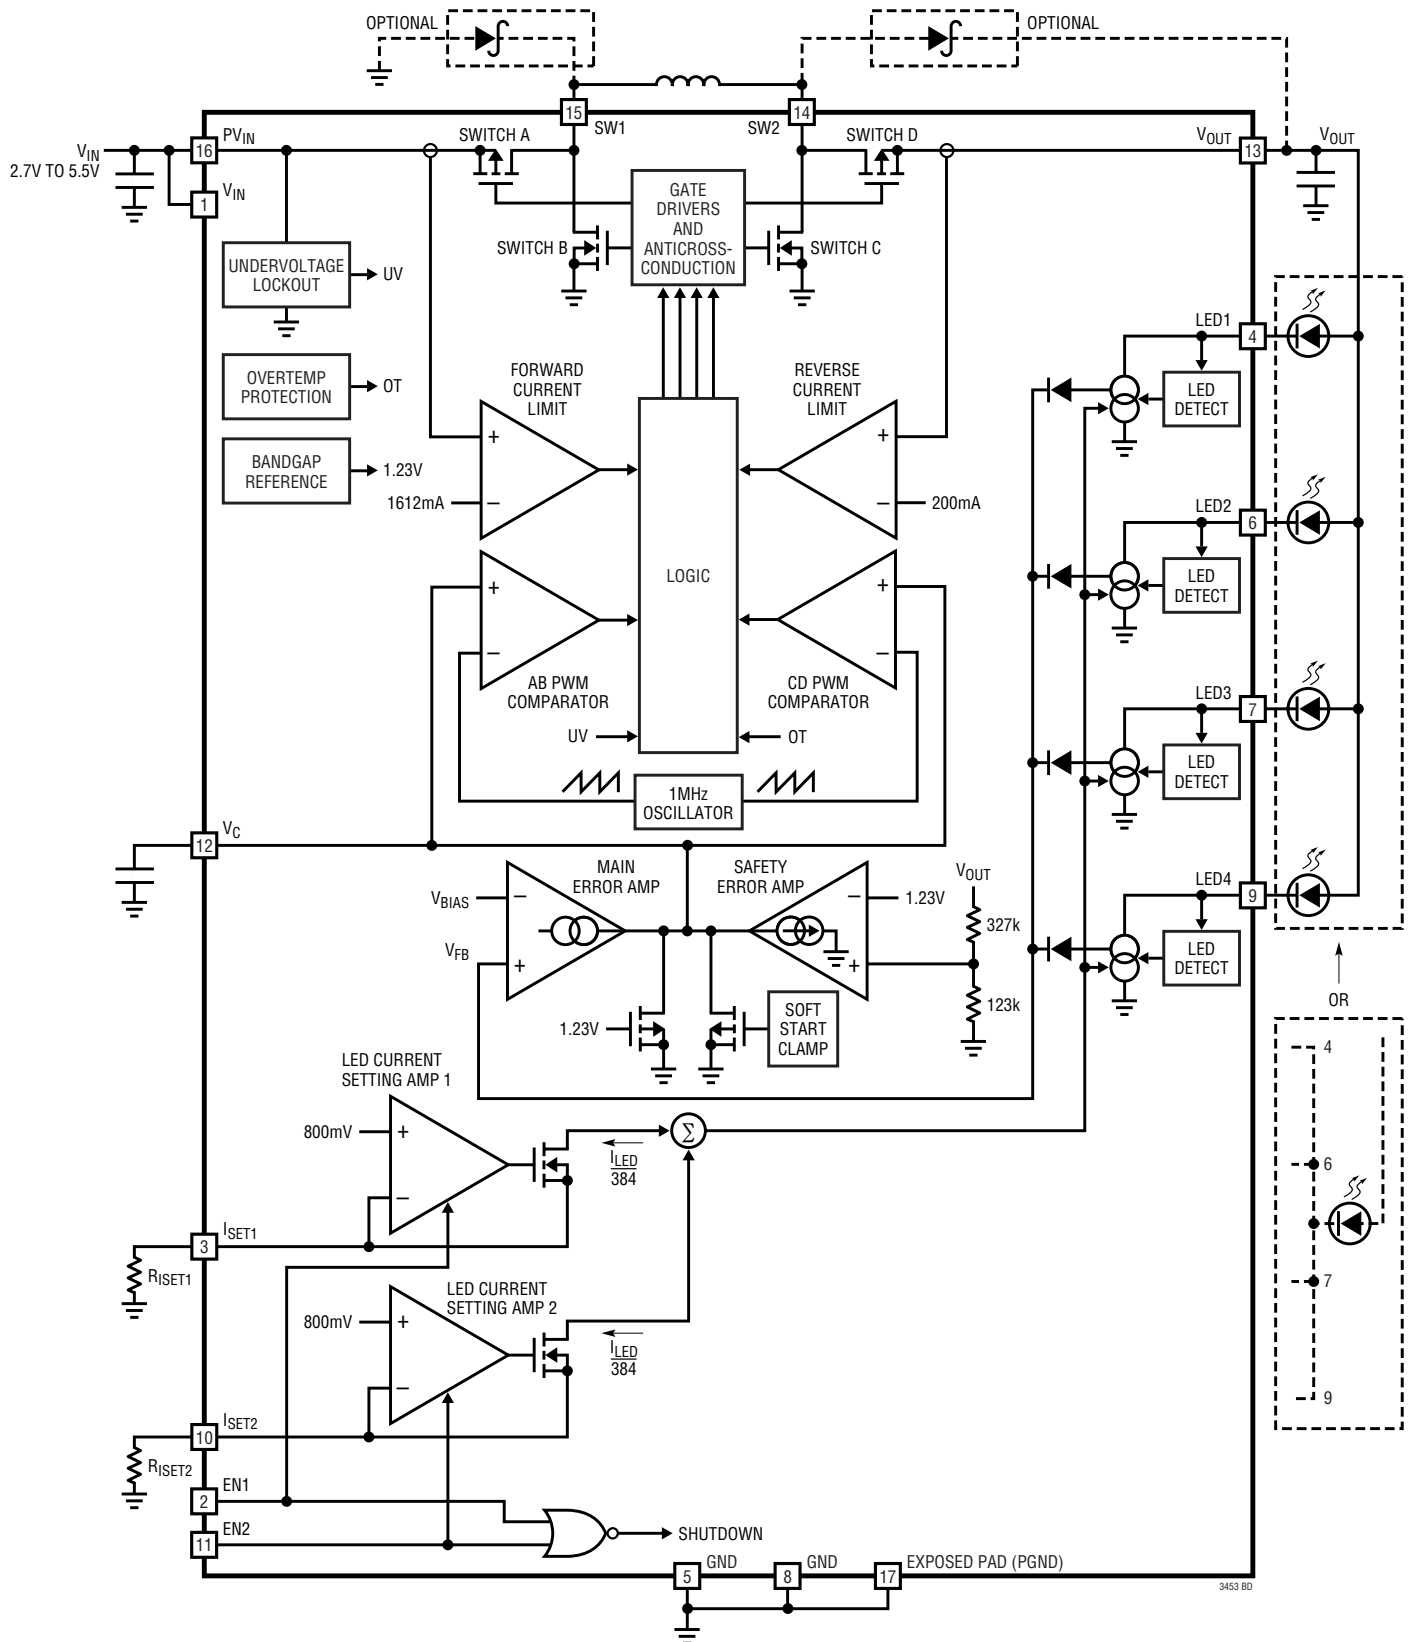 OPTIONAL
OPTIONAL
15
SW1
14
SW2
SWITCH A
SWITCH D
PVIN
16
VIN
2.7V TO 5.5V
VIN
1
VOUT
13
VOUT
GATE
DRIVERS
AND
ANTICROSS-
CONDUCTION
SWITCH B
SWITCH C
UNDERVOLTAGE
LOCKOUT
UV
OVERTEMP
PROTECTION
OT
BANDGAP
REFERENCE
1.23V
FORWARD
CURRENT
LIMIT
+
–
1612mA
REVERSE
CURRENT
LIMIT
+
–
200mA
LOGIC
+
–
AB PWM
COMPARATOR
+
–
CD PWM
COMPARATOR
UV
OT
1MHz
OSCILLATOR
LED1
4
LED
DETECT
LED2
6
LED
DETECT
LED3
7
LED
DETECT
LED4
9
LED
DETECT
VC
12
MAIN
ERROR AMP
SAFETY
ERROR AMP
VBIAS
–
VFB
+
–
1.23V
+
VOUT
327k
123k
1.23V
SOFT
START
CLAMP
OR
4
6
7
9
LED CURRENT
SETTING AMP 1
800mV
+
–
ILED
384
Σ
ISET1
3
RISET1
LED CURRENT
SETTING AMP 2
800mV
+
–
ILED
384
ISET2
10
RISET2
EN1
2
EN2
11
SHUTDOWN
5
GND
8
GND
17
EXPOSED PAD (PGND)
3453 BD